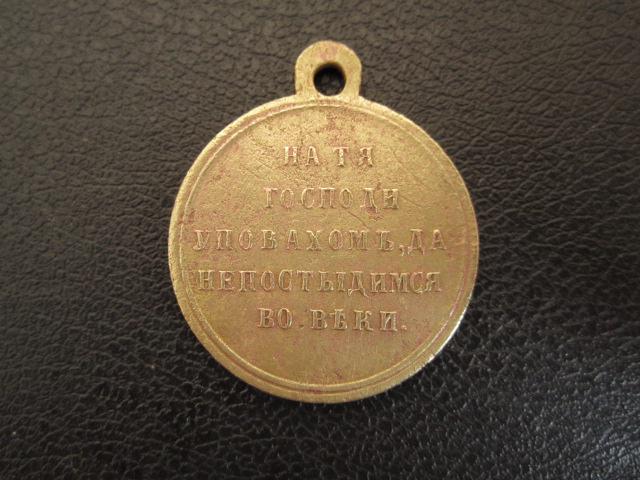 НА ТЯ
ГОСПОДИ
УПОВАХОМЪ, ДА
НЕПОСТЫДИМСЯ
ВО. ВѢКИ.